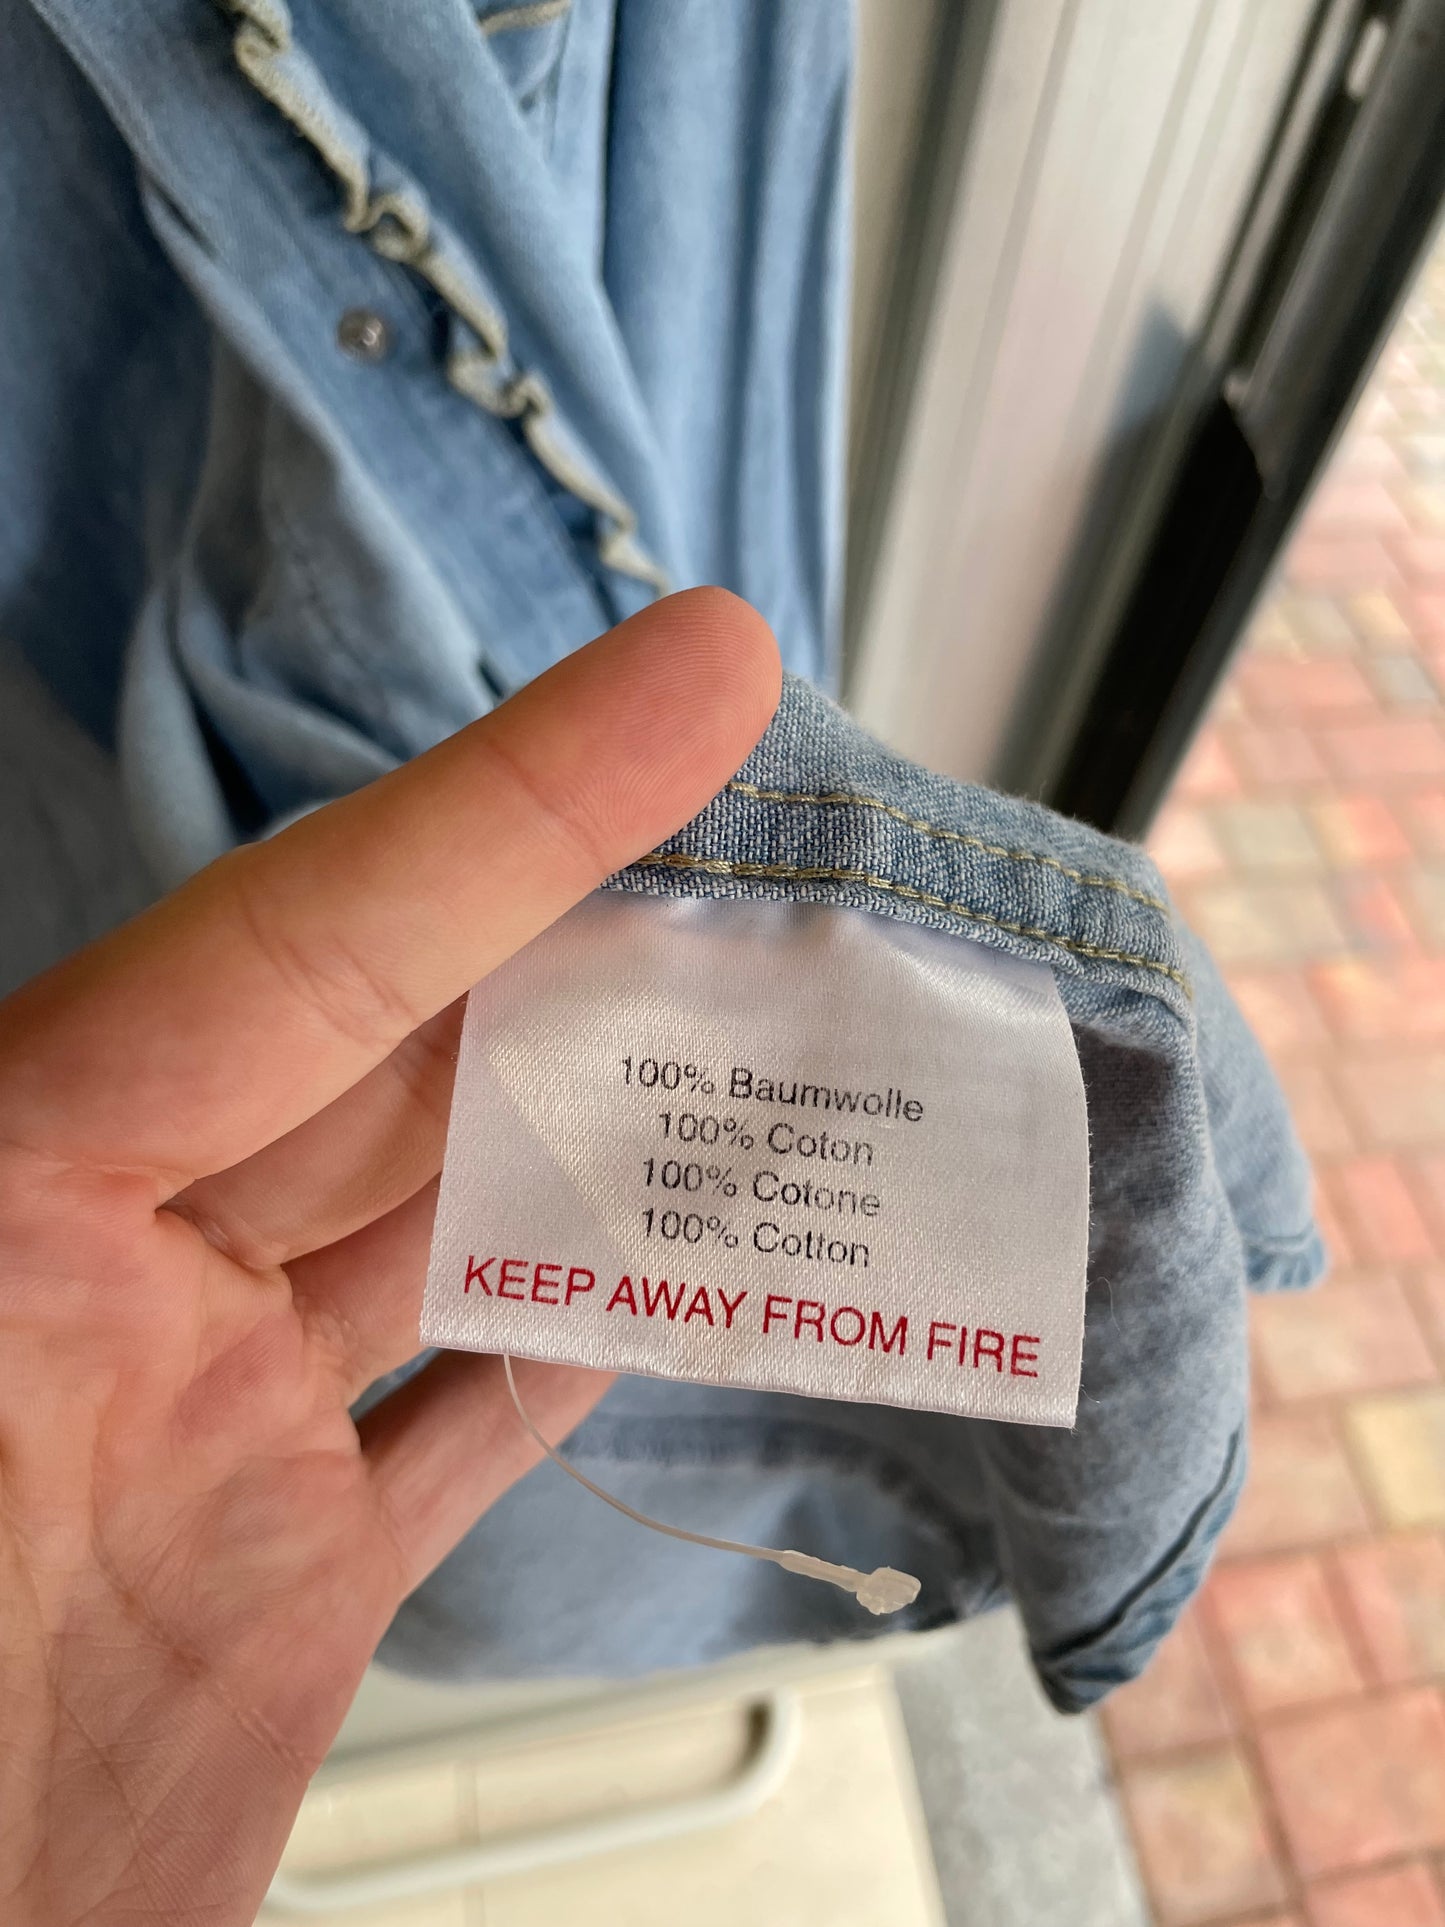 100% Baumwolle
100% Coton
100% Cotone
100% Cotton
KEEP AWAY FROM FIRE